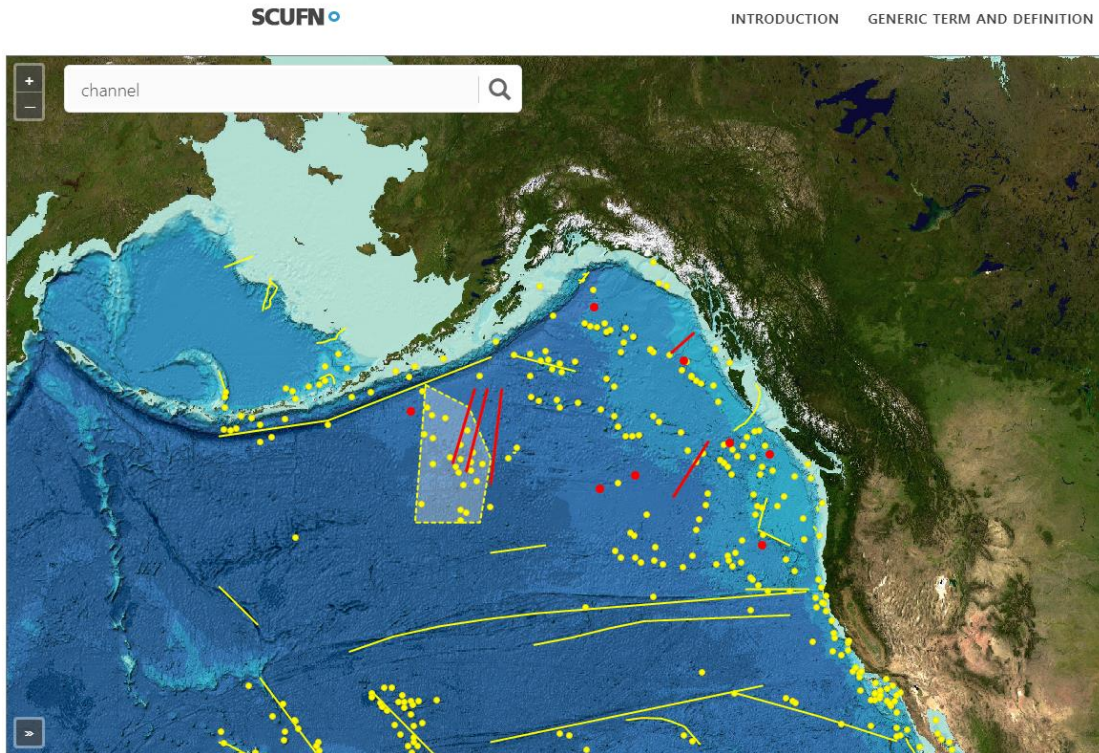 SCUFN
INTRODUCTION GENERIC TERM AND DEFINITION
+
channel
—
»